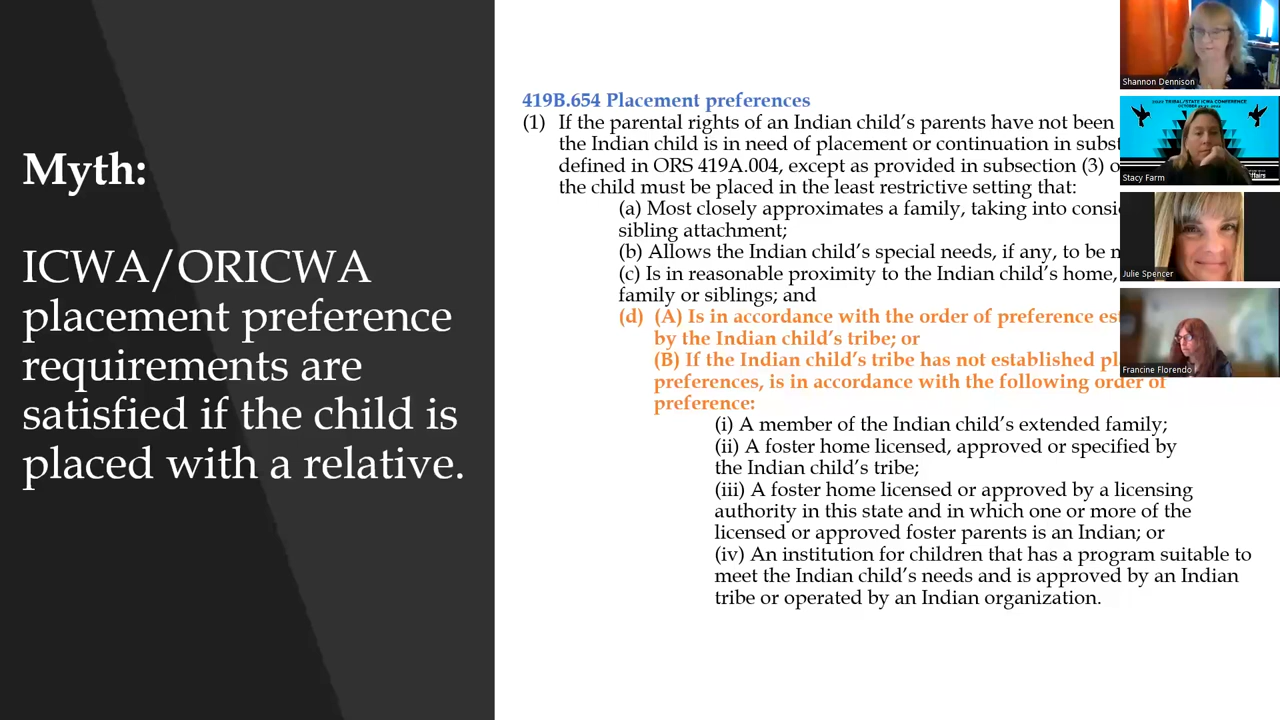 Myth:
ICWA/ORICWA
placement preference
requirements are
satisfied if the child is
placed with a relative.
419B.654 Placement preferences
(1) If the parental rights of an Indian child’s parents have not been
the Indian child is in need of placement or continuation in
defined in ORS 419A.004, except as provided in subsection (3)
the child must be placed in the least restrictive setting that:
(a) Most closely approximates a family, taking into
sibling attachment;
(b) Allows the Indian child’s special needs, if any, to be
(c) Is in reasonable proximity to the Indian child’s home,
family or siblings; and
(d) (A) Is in accordance with the order of preference
by the Indian child’s tribe; or
(B) If the Indian child’s tribe has not established
preferences, is in accordance with the following order of
preference:
(i) A member of the Indian child’s extended family;
(ii) A foster home licensed, approved or specified by
the Indian child’s tribe;
(iii) A foster home licensed or approved by a licensing
authority in this state and in which one or more of the
licensed or approved foster parents is an Indian; or
(iv) An institution for children that has a program suitable to
meet the Indian child’s needs and is approved by an Indian
tribe or operated by an Indian organization.
Shannon Dennison
2022 TRIBAL/STATE ICWA CONFERENCE
Stacy Farm
Julie Spencer
Francine Florendo